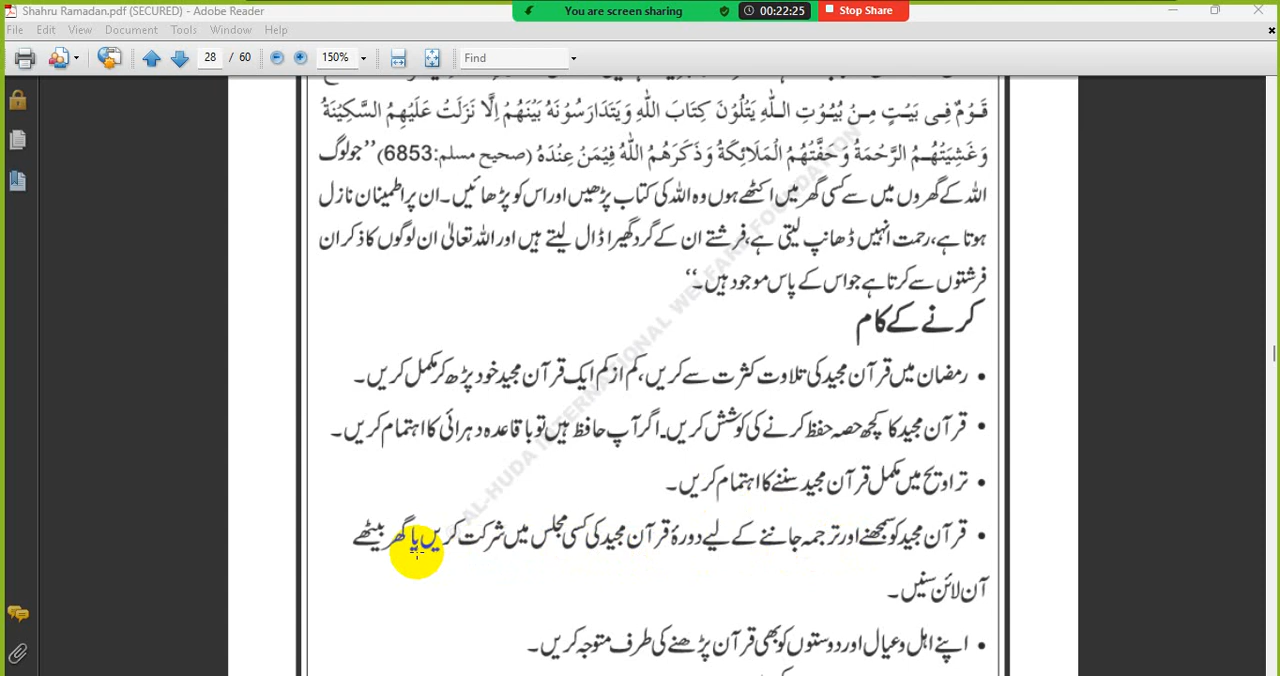 Shahru Ramadan.pdf (SECURED) - Adobe Reader
You are screen sharing
00:22:25
Stop Share
File Edit View Document Tools Window Help
28 / 60
150%
Find
قَوْمٌ فِی بَیْتٍ مِنْ بُیُوْتِ اللّٰهِ یَتْلُوْنَ کِتَابَ اللّٰهِ وَیَتَدَارَسُوْنَهُ بَیْنَهُمْ اِلَّا نَزَلَتْ عَلَیْهِمُ السَّکِیْنَةُ
وَغَشِیَتْهُمُ الرَّحْمَةُ وَحَفَّتْهُمُ الْمَلَائِکَةُ وَذَکَرَهُمُ اللّٰهُ فِیْمَنْ عِنْدَهُ (صحیح مسلم:6853) ’’جو لوگ
اللہ کے گھروں میں سے کسی گھر میں اکٹھے ہوں وہ اللہ کی کتاب پڑھیں اور اس کو پڑھائیں۔ ان پر اطمینان نازل
ہوتا ہے، رحمت انہیں ڈھانپ لیتی ہے، فرشتے ان کے گرد گھیرا ڈال لیتے ہیں اور اللہ تعالیٰ ان لوگوں کا ذکر ان
فرشتوں سے کرتا ہے جو اس کے پاس موجود ہیں۔‘‘
کرنے کے کام
• رمضان میں قرآن مجید کی تلاوت کثرت سے کریں، کم از کم ایک قرآن مجید خود پڑھ کر مکمل کریں۔
• قرآن مجید کا کچھ حصہ حفظ کرنے کی کوشش کریں۔ اگر آپ حافظ ہیں تو باقاعدہ دہرائی کا اہتمام کریں۔
• تراویح میں مکمل قرآن مجید سننے کا اہتمام کریں۔
• قرآن مجید کو سمجھنے اور ترجمہ جاننے کے لیے دورۂ قرآن مجید کی کسی مجلس میں شرکت کریں یا گھر بیٹھے
آن لائن سنیں۔
• اپنے اہل و عیال اور دوستوں کو بھی قرآن پڑھنے کی طرف متوجہ کریں۔
AL-HUDA INTERNATIONAL WELFARE FOUNDATION